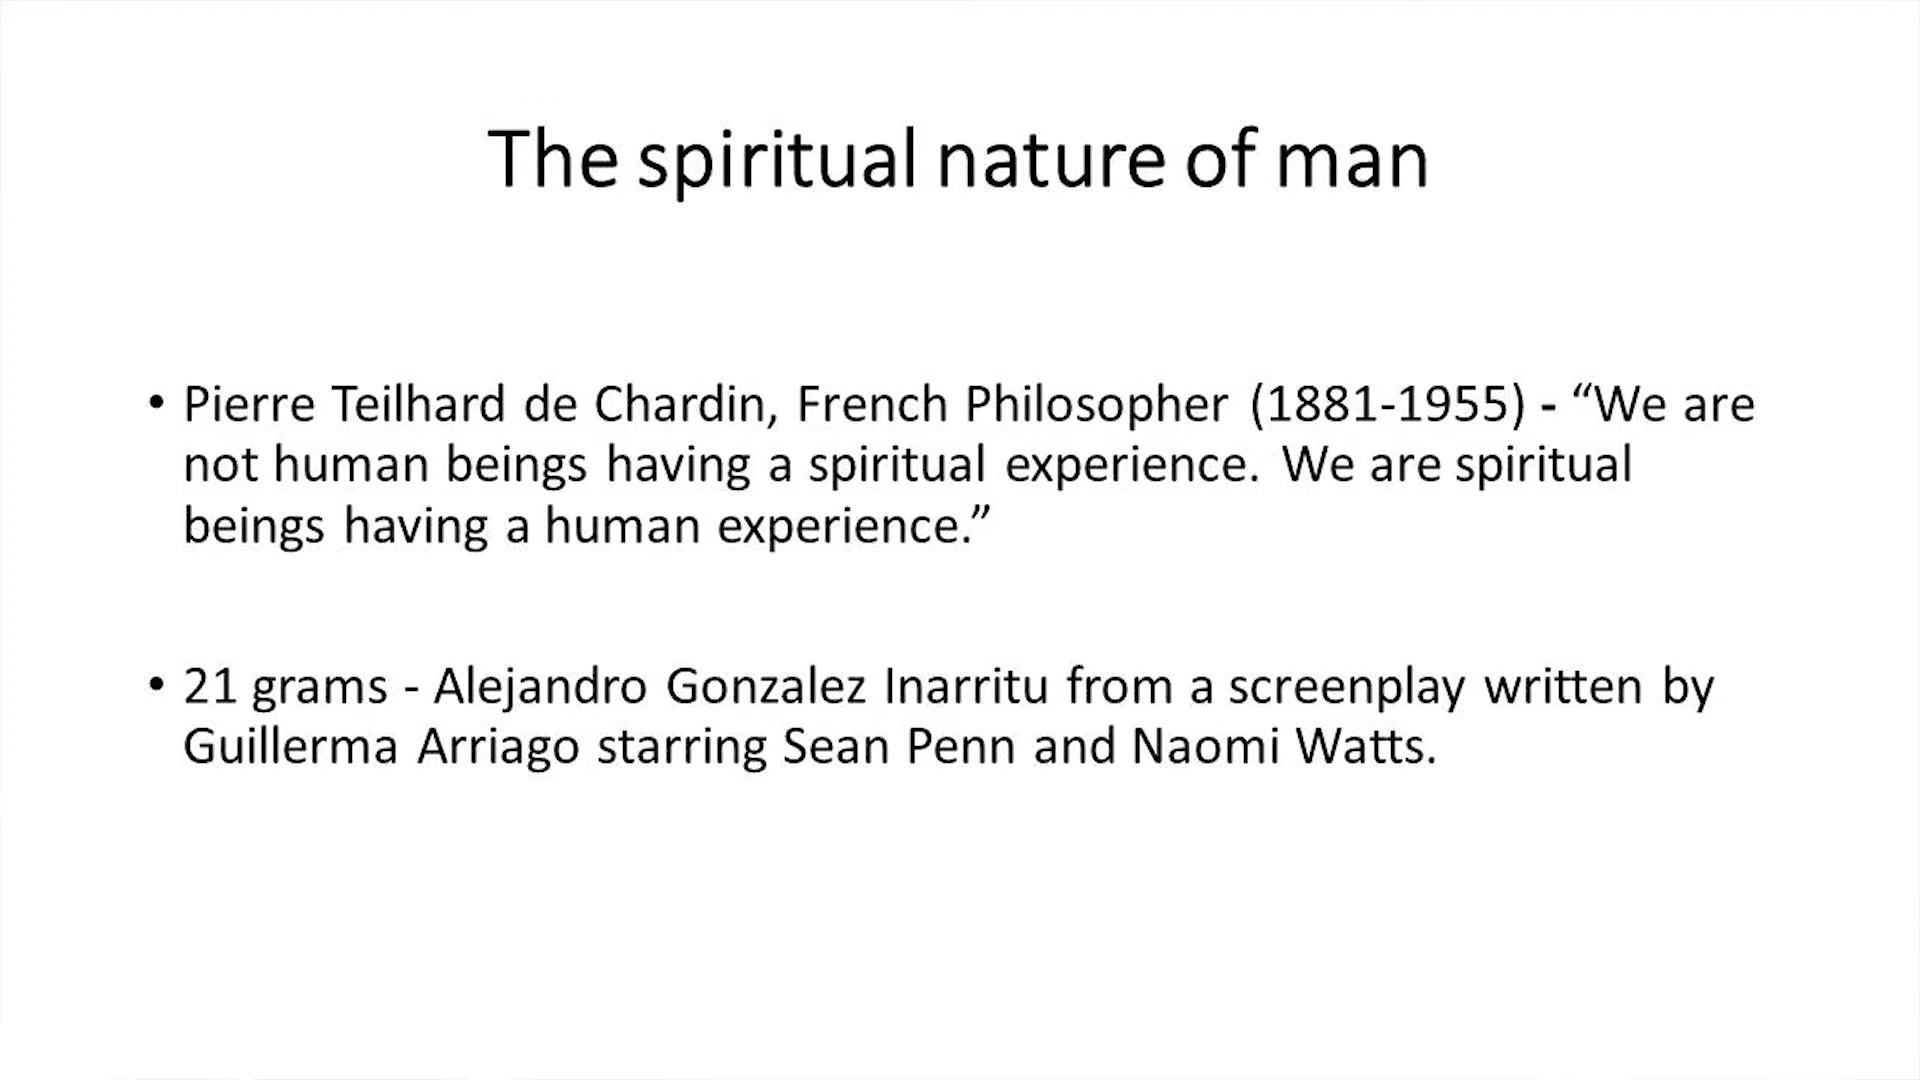 The spiritual nature of man
• Pierre Teilhard de Chardin, French Philosopher (1881-1955) - “We are
not human beings having a spiritual experience. We are spiritual
beings having a human experience.”
• 21 grams - Alejandro Gonzalez Inarritu from a screenplay written by
Guillerma Arriago starring Sean Penn and Naomi Watts.